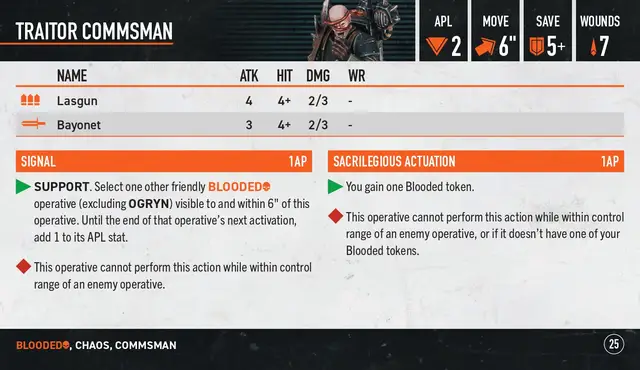 TRAITOR COMMSMAN
APL 2
MOVE 6"
SAVE 5+
WOUNDS 7
NAME ATK HIT DMG WR
Lasgun 4 4+ 2/3 -
Bayonet 3 4+ 2/3 -
SIGNAL 1AP
SUPPORT. Select one other friendly BLOODED
operative (excluding OGRYN) visible to and within 6" of this
operative. Until the end of that operative's next activation,
add 1 to its APL stat.
This operative cannot perform this action while within control
range of an enemy operative.
SACRILEGIOUS ACTUATION 1AP
You gain one Blooded token.
This operative cannot perform this action while within control
range of an enemy operative, or if it doesn't have one of your
Blooded tokens.
BLOODED, CHAOS, COMMSMAN
25